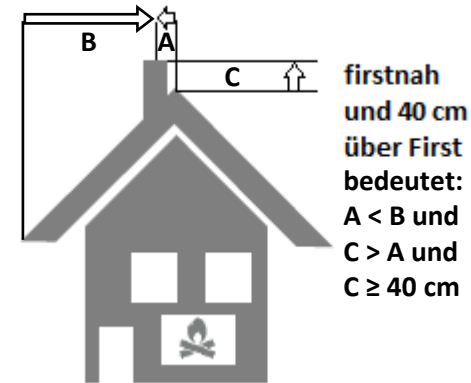 B
A
C
firstnah
und 40 cm
über First
bedeutet:
A < B und
C > A und
C ≥ 40 cm